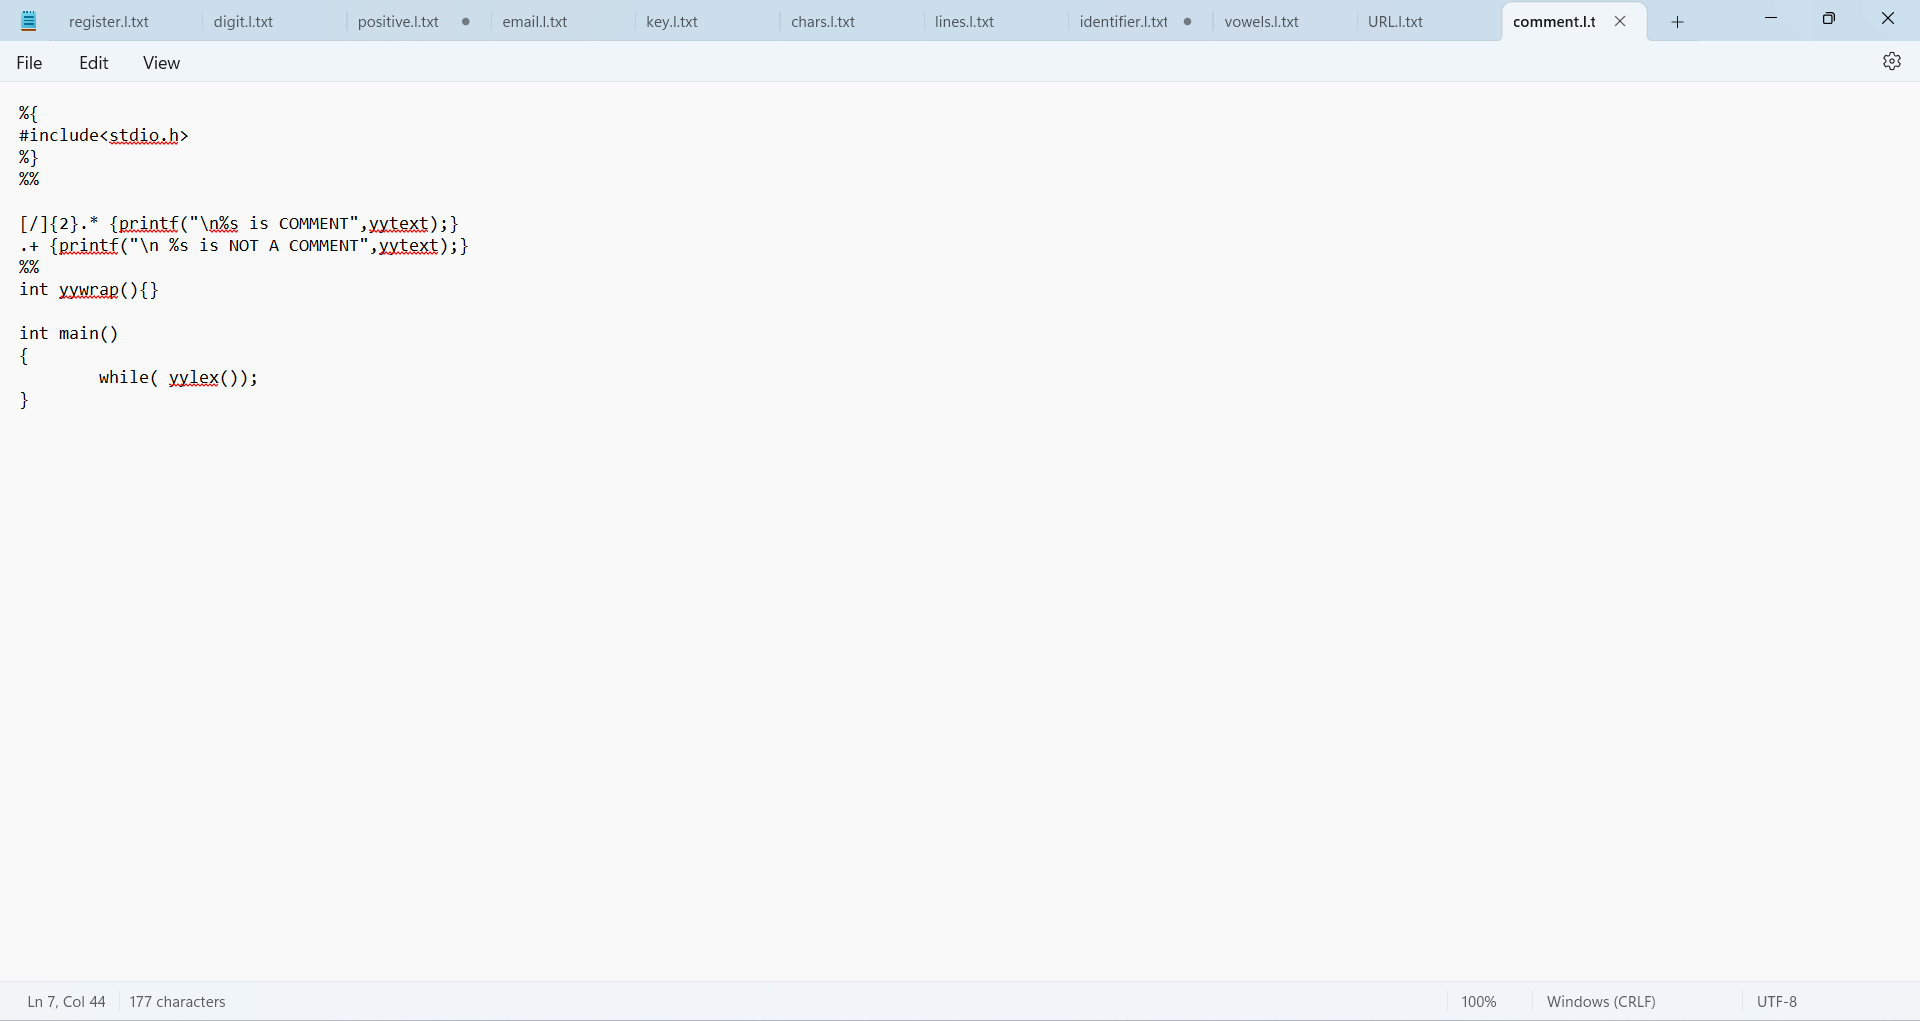 register.l.txt digit.l.txt positive.l.txt email.l.txt key.l.txt chars.l.txt lines.l.txt identifier.l.txt vowels.l.txt URL.l.txt comment.l.t
File Edit View
%{
#include<stdio.h>
%}
%%
[/]{2}.* {printf("\n%s is COMMENT",yytext);}
.+ {printf("\n %s is NOT A COMMENT",yytext);}
%%
int yywrap(){}
int main()
{
while( yylex());
}
Ln 7, Col 44 177 characters 100% Windows (CRLF) UTF-8